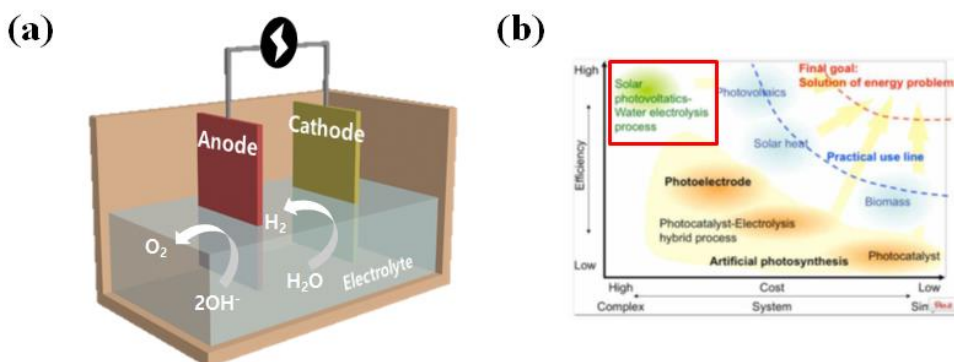 (a)
Anode
Cathode
O2
H2
2OH-
H2O
Electrolyte
(b)
High
Efficiency
Low
Solar
photovoltatics-
Water electrolysis
process
Photovoltaics
Final goal:
Solution of energy problem
Solar heat
Practical use line
Photoelectrode
Biomass
Photocatalyst-Electrolysis
hybrid process
Artificial photosynthesis
Photocatalyst
High
Cost
Low
Complex
System